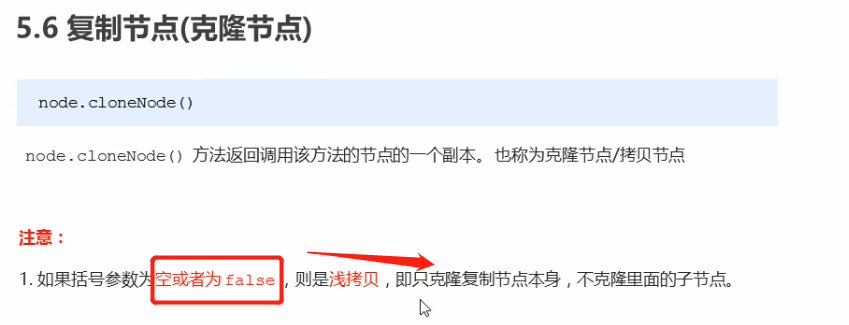 5.6 复制节点(克隆节点)
node.cloneNode()
node.cloneNode() 方法返回调用该方法的节点的一个副本。 也称为克隆节点/拷贝节点
注意：
1. 如果括号参数为空或者为 false ，则是浅拷贝，即只克隆复制节点本身，不克隆里面的子节点。